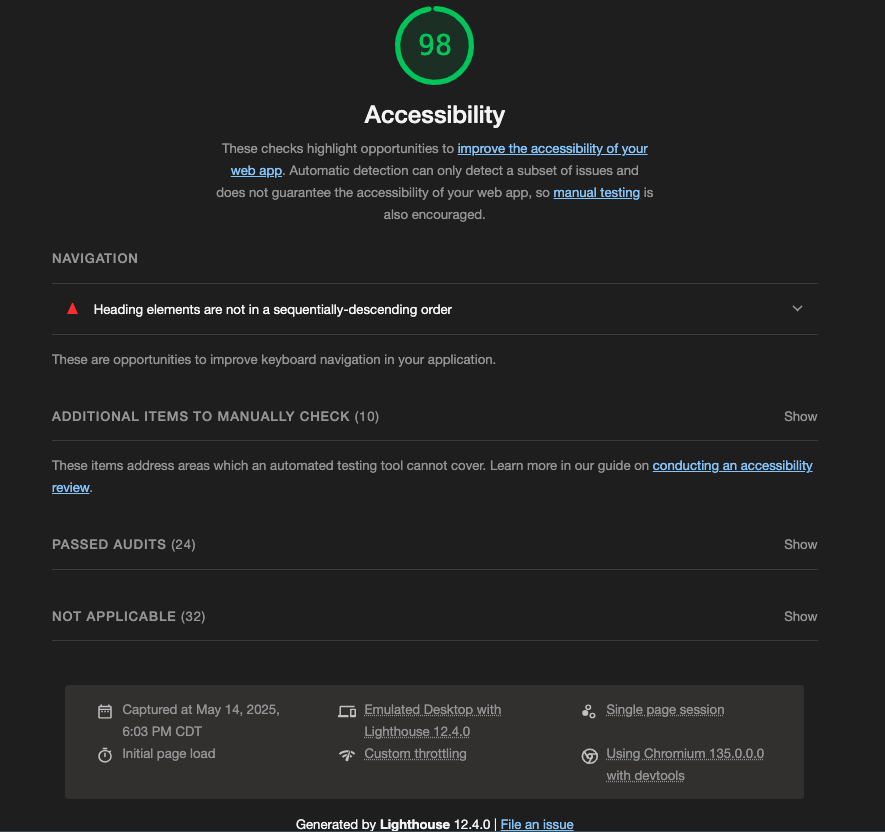 98
Accessibility
These checks highlight opportunities to improve the accessibility of your
web app. Automatic detection can only detect a subset of issues and
does not guarantee the accessibility of your web app, so manual testing is
also encouraged.
NAVIGATION
Heading elements are not in a sequentially-descending order
These are opportunities to improve keyboard navigation in your application.
ADDITIONAL ITEMS TO MANUALLY CHECK (10) Show
These items address areas which an automated testing tool cannot cover. Learn more in our guide on conducting an accessibility
review.
PASSED AUDITS (24) Show
NOT APPLICABLE (32) Show
Captured at May 14, 2025,
6:03 PM CDT
Emulated Desktop with
Lighthouse 12.4.0
Single page session
Initial page load
Custom throttling
Using Chromium 135.0.0.0
with devtools
Generated by Lighthouse 12.4.0 | File an issue